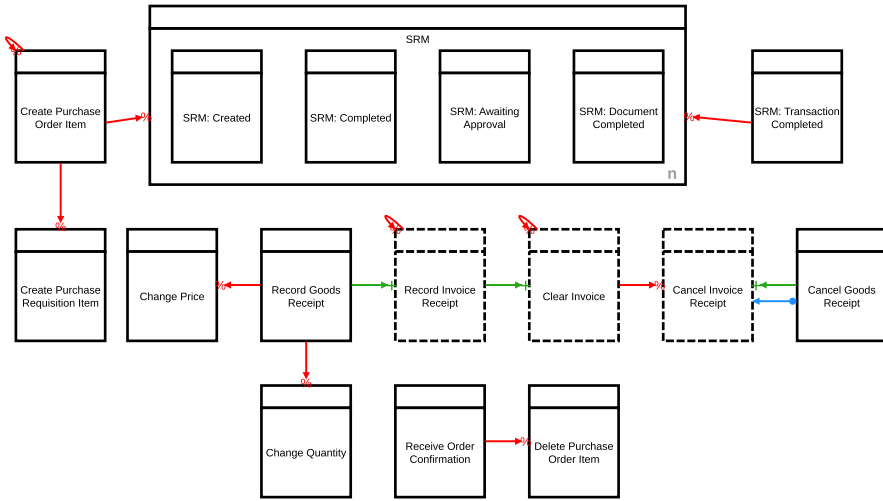 SRM
%
Create Purchase
Order Item
%
SRM: Created
SRM: Completed
SRM: Awaiting
Approval
SRM: Document
Completed
%
SRM: Transaction
Completed
n
%
Create Purchase
Requisition Item
Change Price
%
Record Goods
Receipt
%
Record Invoice
Receipt
%
Clear Invoice
%
Cancel Invoice
Receipt
Cancel Goods
Receipt
%
Change Quantity
Receive Order
Confirmation
%
Delete Purchase
Order Item